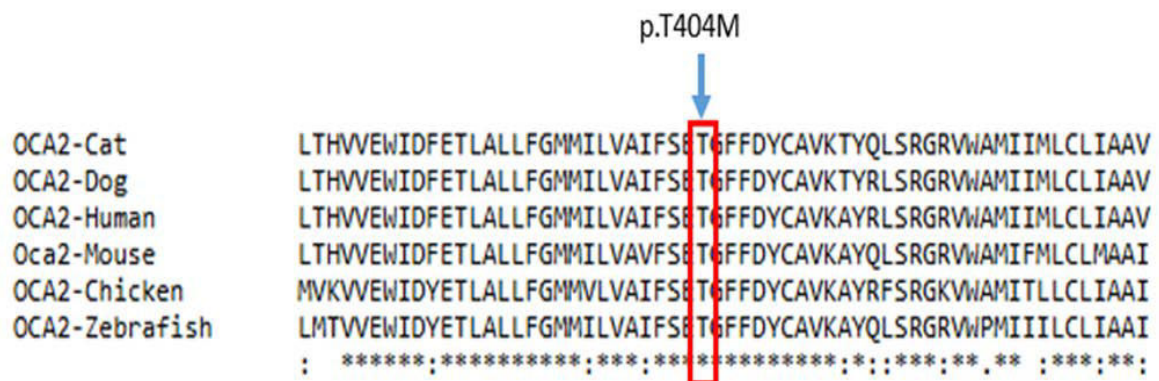 p.T404M
OCA2-Cat LTHVVEWIDFETLALLFGMMILVAIFSETGFFDYCAVKTYQLSRGRVWAMIIMLCLIAAV
OCA2-Dog LTHVVEWIDFETLALLFGMMILVAIFSETGFFDYCAVKTYRLSRGRVWAMIIMLCLIAAV
OCA2-Human LTHVVEWIDFETLALLFGMMILVAIFSETGFFDYCAVKAYRLSRGRVWAMIIMLCLIAAV
Oca2-Mouse LTHVVEWIDFETLALLFGMMILVAVFSETGFFDYCAVKAYQLSRGRVWAMIFMLCLMAAI
OCA2-Chicken MVKVVEWIDYETLALLFGMMVLVAIFSETGFFDYCAVKAYRFSRGKVWAMITLLCLIAAI
OCA2-Zebrafish LMTVVEWIDYETLALLFGMMILVAIFSETGFFDYCAVKAYQLSRGRVWPMIIILCLIAAI
:  ******:**********:***:*************:*::***:**.** :***:**: